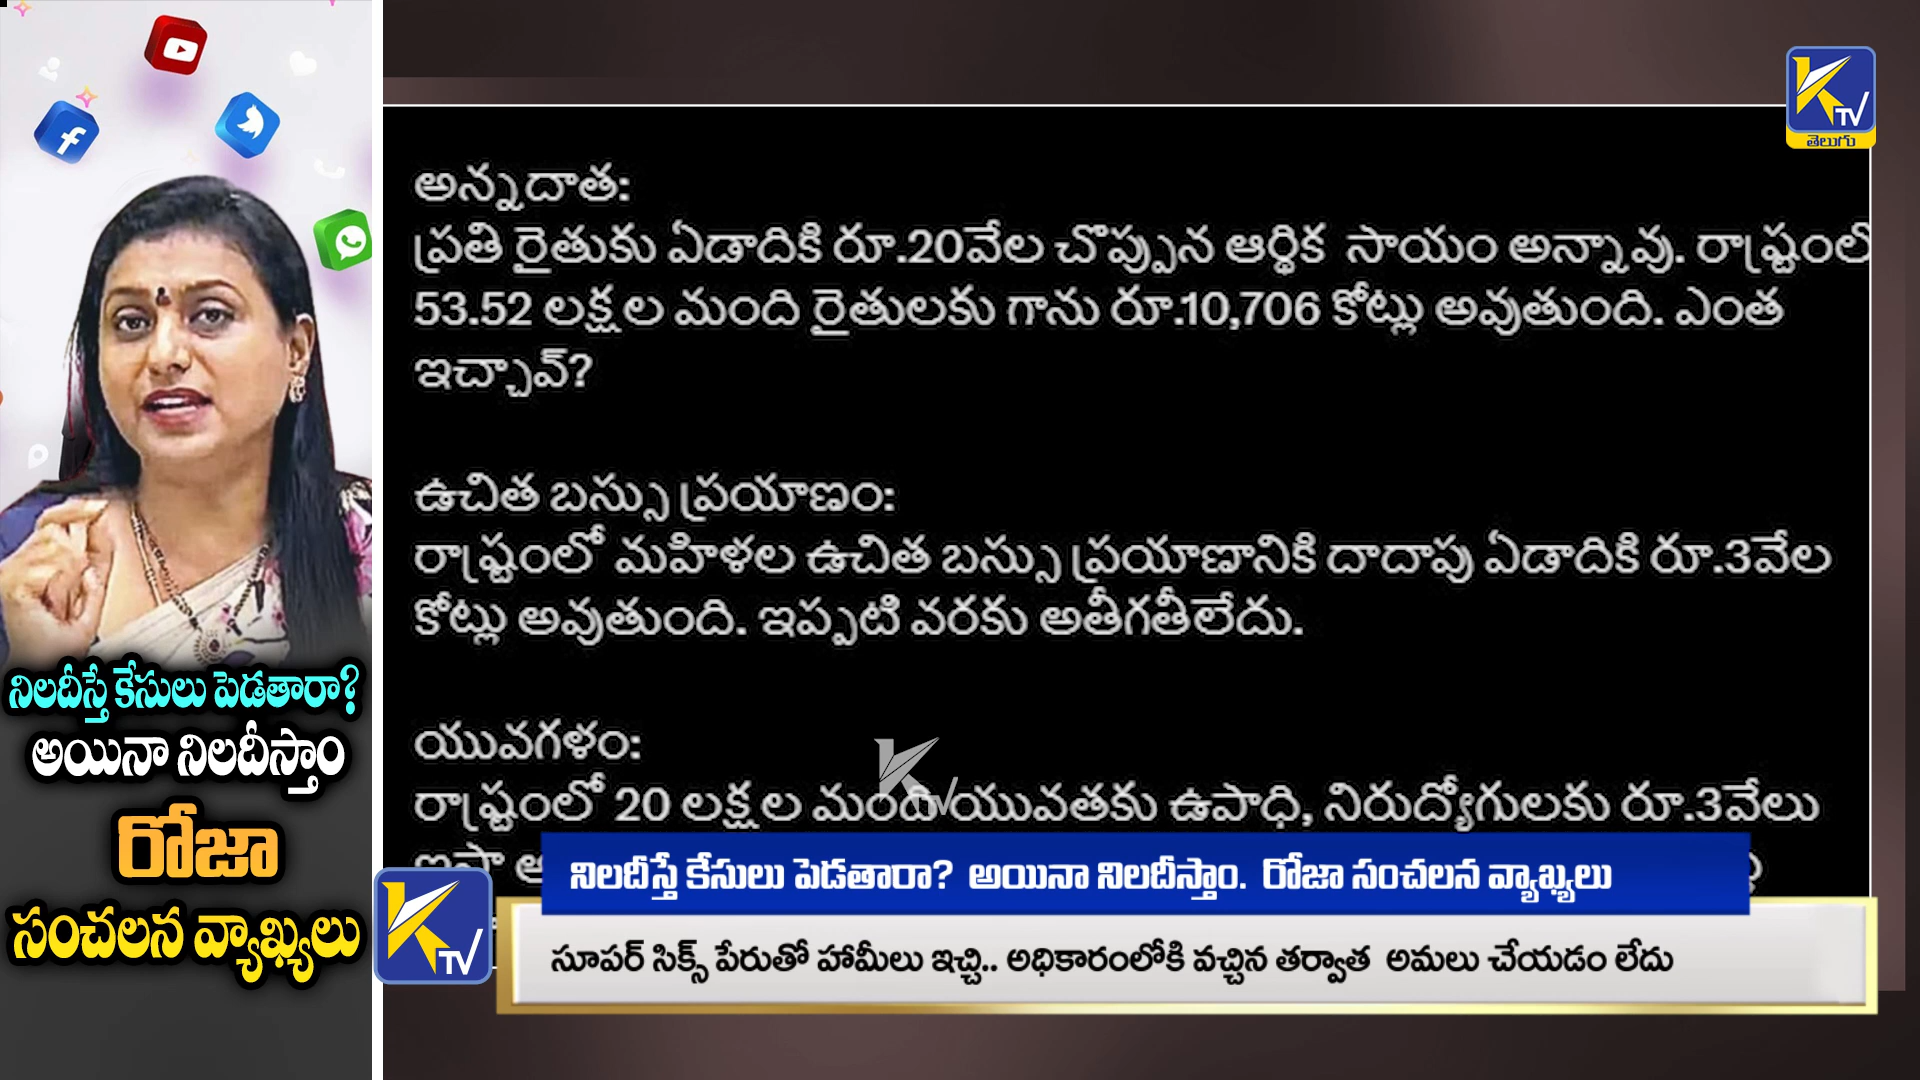 K TV
తెలుగు
అన్నదాత:
ప్రతి రైతుకు ఏడాదికి రూ.20వేల చొప్పున ఆర్థిక సాయం అన్నావు. రాష్ట్రంలో
53.52 లక్షల మంది రైతులకు గాను రూ.10,706 కోట్లు అవుతుంది. ఎంత
ఇచ్చావ్?
ఉచిత బస్సు ప్రయాణం:
రాష్ట్రంలో మహిళల ఉచిత బస్సు ప్రయాణానికి దాదాపు ఏడాదికి రూ.3వేల
కోట్లు అవుతుంది. ఇప్పటి వరకు అతీగతీలేదు.
యువగళం:
రాష్ట్రంలో 20 లక్షల మంది యువతకు ఉపాధి, నిరుద్యోగులకు రూ.3వేలు
K TV
నిలదీస్తే కేసులు పెడతారా?
అయినా నిలదీస్తాం
రోజా
సంచలన వ్యాఖ్యలు
K TV
నిలదీస్తే కేసులు పెడతారా? అయినా నిలదీస్తాం. రోజా సంచలన వ్యాఖ్యలు
సూపర్ సిక్స్ పేరుతో హామీలు ఇచ్చి.. అధికారంలోకి వచ్చిన తర్వాత అమలు చేయడం లేదు